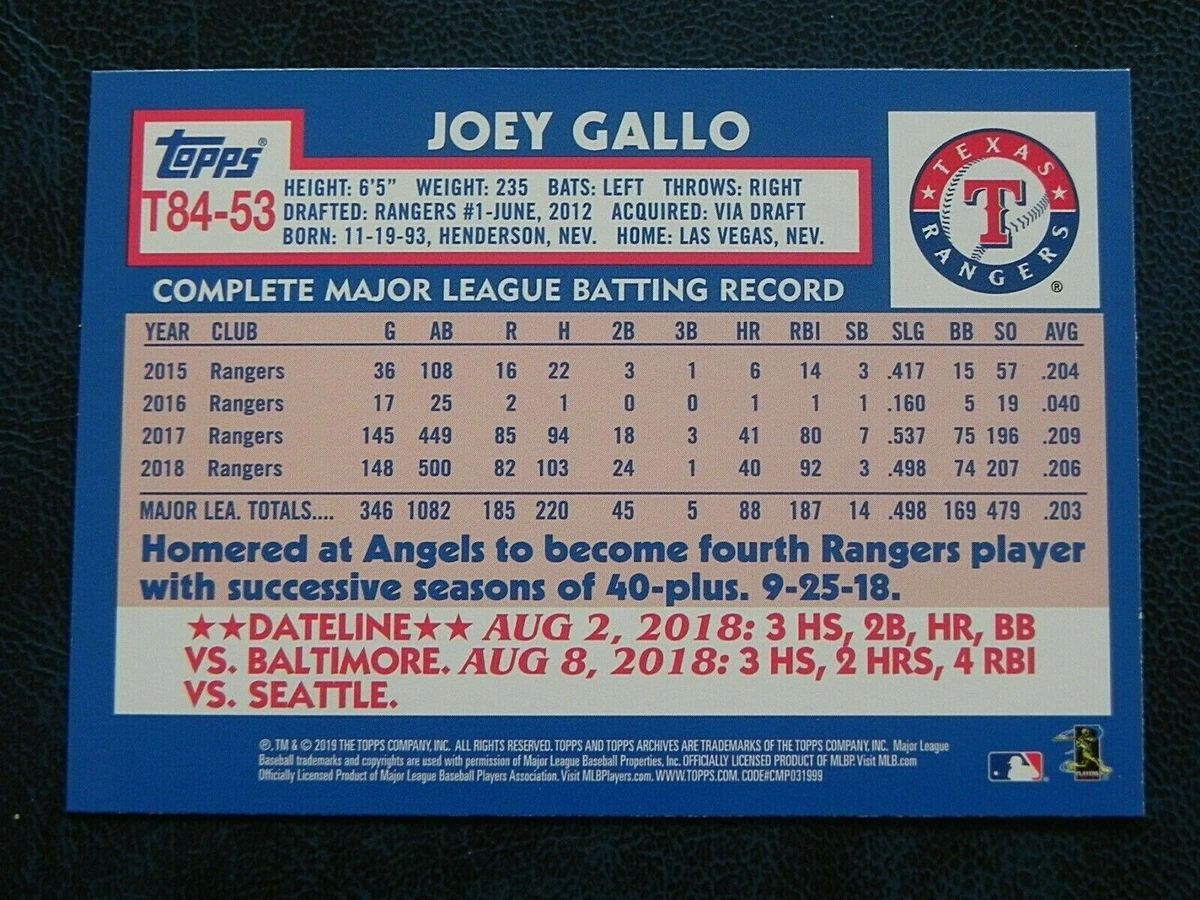 JOEY GALLO
topps®
T84-53
HEIGHT: 6'5" WEIGHT: 235 BATS: LEFT THROWS: RIGHT
DRAFTED: RANGERS #1-JUNE, 2012 ACQUIRED: VIA DRAFT
BORN: 11-19-93, HENDERSON, NEV. HOME: LAS VEGAS, NEV.
TEXAS
T
RANGERS
®
COMPLETE MAJOR LEAGUE BATTING RECORD
YEAR CLUB G AB R H 2B 3B HR RBI SB SLG BB SO AVG
2015 Rangers 36 108 16 22 3 1 6 14 3 .417 15 57 .204
2016 Rangers 17 25 2 1 0 0 1 1 1 .160 5 19 .040
2017 Rangers 145 449 85 94 18 3 41 80 7 .537 75 196 .209
2018 Rangers 148 500 82 103 24 1 40 92 3 .498 74 207 .206
MAJOR LEA. TOTALS.... 346 1082 185 220 45 5 88 187 14 .498 169 479 .203
Homered at Angels to become fourth Rangers player
with successive seasons of 40-plus. 9-25-18.
★★DATELINE★★ AUG 2, 2018: 3 HS, 2B, HR, BB
VS. BALTIMORE. AUG 8, 2018: 3 HS, 2 HRS, 4 RBI
VS. SEATTLE.
®, TM & © 2019 THE TOPPS COMPANY, INC. ALL RIGHTS RESERVED. TOPPS AND TOPPS ARCHIVES ARE TRADEMARKS OF THE TOPPS COMPANY, INC. Major League
Baseball trademarks and copyrights are used with permission of Major League Baseball Properties, Inc. OFFICIALLY LICENSED PRODUCT OF MLBP. Visit MLB.com
Officially Licensed Product of Major League Baseball Players Association. Visit MLBPlayers.com. WWW.TOPPS.COM. CODE#CMP031999
PLAYERS